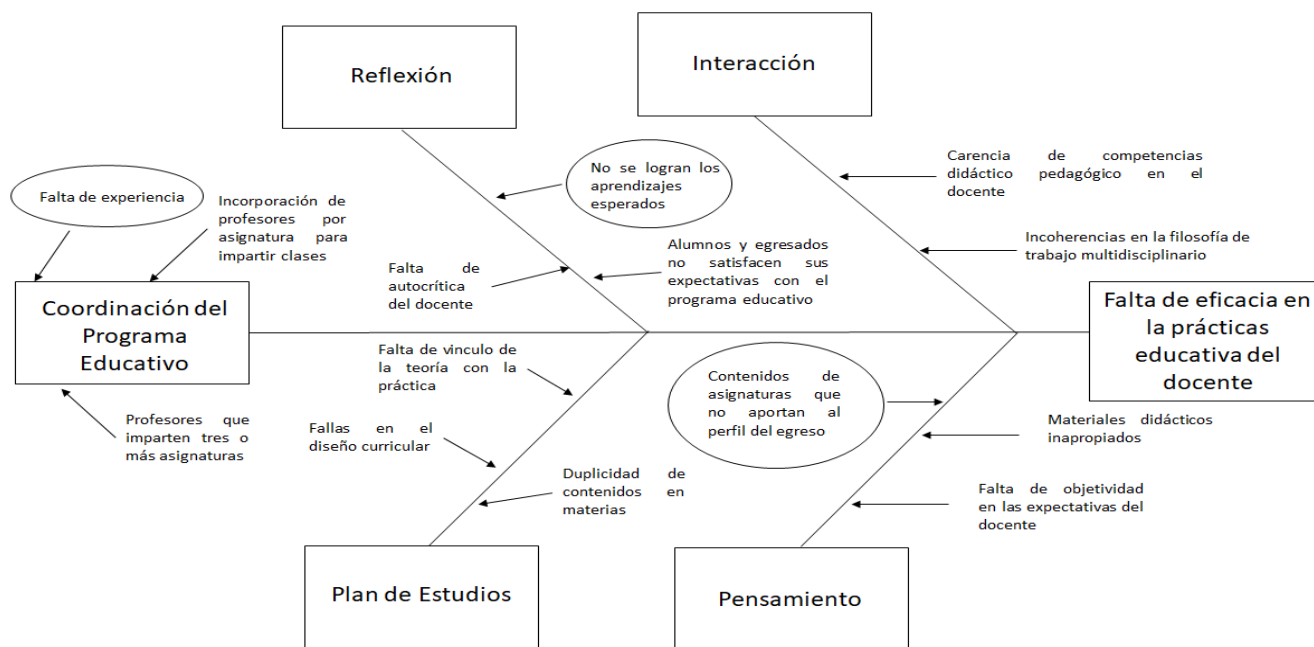 Reflexión
Interacción
Falta de experiencia
Incorporación de
profesores por
asignatura para
impartir clases
No se logran los
aprendizajes
esperados
Carencia de competencias
didáctico pedagógico en el
docente
Falta de
autocrítica
del docente
Alumnos y egresados
no satisfacen sus
expectativas con el
programa educativo
Incoherencias en la filosofía de
trabajo multidisciplinario
Coordinación del
Programa
Educativo
Falta de eficacia en
la prácticas
educativa del
docente
Falta de vinculo de
la teoría con la
práctica
Contenidos de
asignaturas que
no aportan al
perfil del egreso
Profesores que
imparten tres o
más asignaturas
Fallas en el
diseño curricular
Materiales didácticos
inapropiados
Duplicidad de
contenidos en
materias
Falta de objetividad
en las expectativas del
docente
Plan de Estudios
Pensamiento